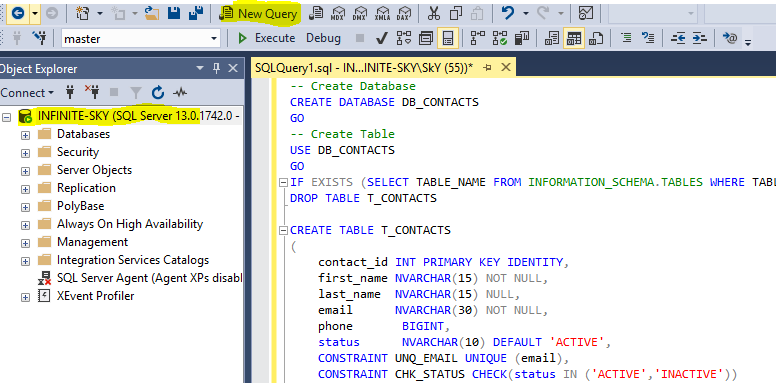 New Query
MDX
DMX
XMLA
DAX
master
Execute
Debug
Object Explorer
SQLQuery1.sql - IN...INITE-SKY\SkY (55))*
Connect
INFINITE-SKY (SQL Server 13.0.1742.0 -
Databases
Security
Server Objects
Replication
PolyBase
Always On High Availability
Management
Integration Services Catalogs
SQL Server Agent (Agent XPs disabl
XEvent Profiler
-- Create Database
CREATE DATABASE DB_CONTACTS
GO
-- Create Table
USE DB_CONTACTS
GO
IF EXISTS (SELECT TABLE_NAME FROM INFORMATION_SCHEMA.TABLES WHERE TABL
DROP TABLE T_CONTACTS
CREATE TABLE T_CONTACTS
(
contact_id INT PRIMARY KEY IDENTITY,
first_name NVARCHAR(15) NOT NULL,
last_name NVARCHAR(15) NULL,
email NVARCHAR(30) NOT NULL,
phone BIGINT,
status NVARCHAR(10) DEFAULT 'ACTIVE',
CONSTRAINT UNQ_EMAIL UNIQUE (email),
CONSTRAINT CHK_STATUS CHECK(status IN ('ACTIVE','INACTIVE'))